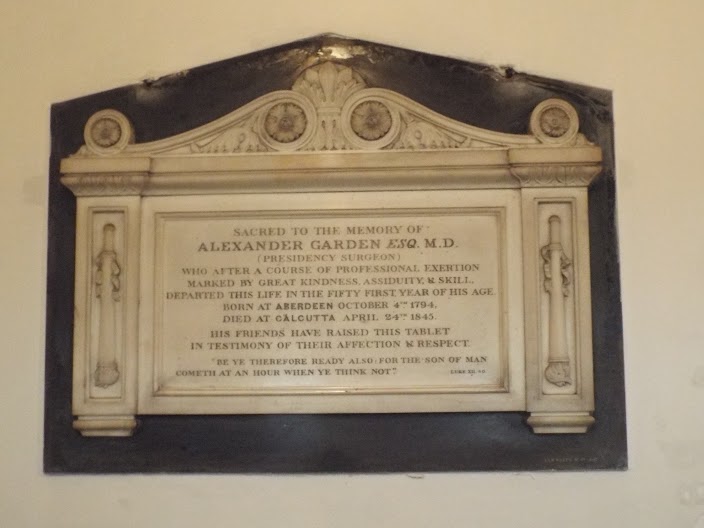 SACRED TO THE MEMORY OF
ALEXANDER GARDEN ESQ. M.D.
(PRESIDENCY SURGEON)
WHO AFTER A COURSE OF PROFESSIONAL EXERTION
MARKED BY GREAT KINDNESS, ASSIDUITY, & SKILL,
DEPARTED THIS LIFE IN THE FIFTY FIRST YEAR OF HIS AGE.
BORN AT ABERDEEN OCTOBER 4TH 1794,
DIED AT CALCUTTA APRIL 24TH 1845.
HIS FRIENDS HAVE RAISED THIS TABLET
IN TESTIMONY OF THEIR AFFECTION & RESPECT.
"BE YE THEREFORE READY ALSO: FOR THE SON OF MAN
COMETH AT AN HOUR WHEN YE THINK NOT".
LUKE XII. 40